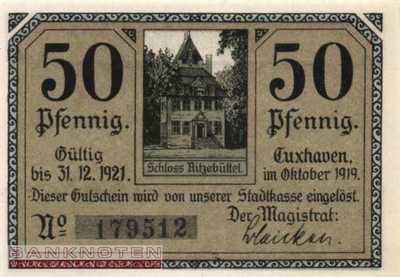 50 50
Pfennig. Pfennig.
Gültig
bis 31. 12. 1921.
Schloss Ritzebüttel
Cuxhaven,
im Oktober 1919.
Dieser Gutschein wird von unserer Stadtkasse eingelöst.
Der Magistrat:
No 179512
BANKNOTEN